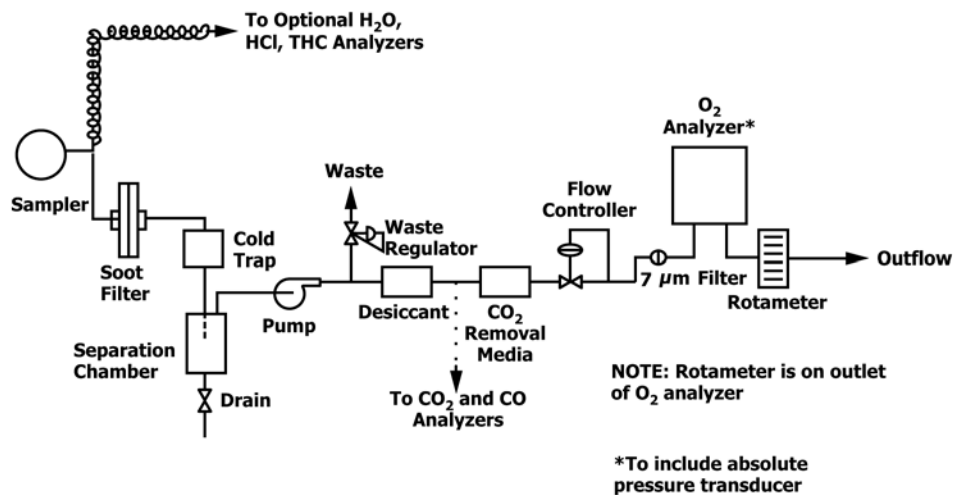 To Optional H₂O,
HCl, THC Analyzers
Sampler
Soot
Filter
Cold
Trap
Separation
Chamber
Drain
Pump
Waste
Waste
Regulator
Desiccant
To CO₂ and CO
Analyzers
CO₂
Removal
Media
Flow
Controller
7 µm Filter
O₂
Analyzer*
Rotameter
Outflow
NOTE: Rotameter is on outlet
of O₂ analyzer
*To include absolute
pressure transducer